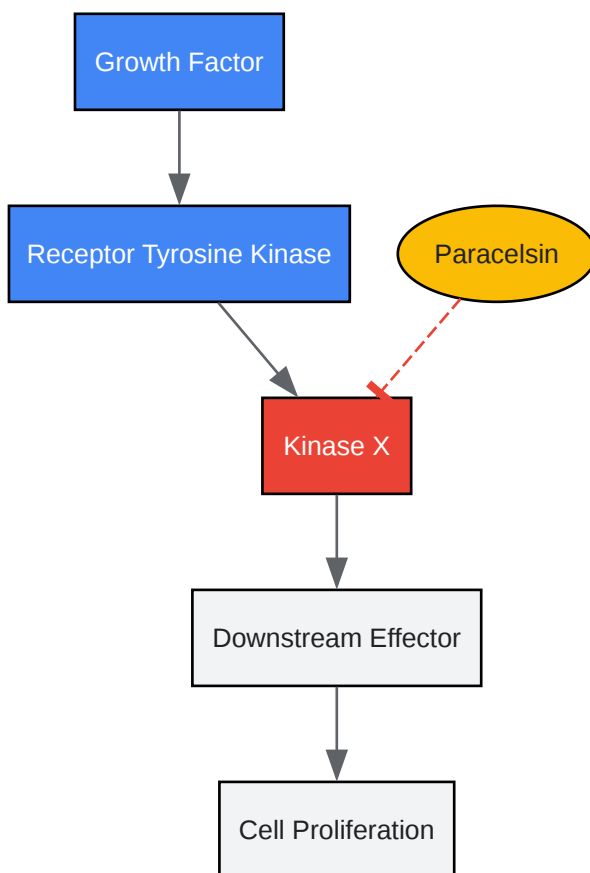 Growth Factor
Receptor Tyrosine Kinase
Paracelsin
Kinase X
Downstream Effector
Cell Proliferation